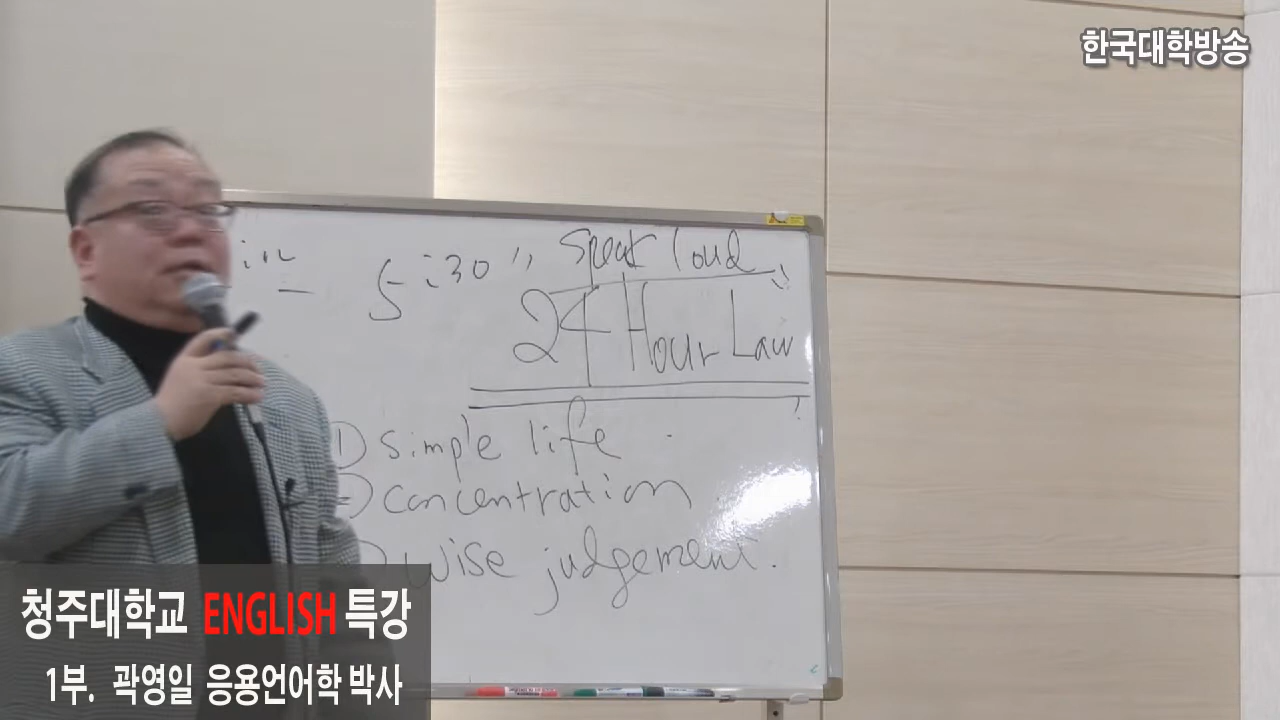 한국대학방송
5:30" Speak loud
24 Hour Law
① simple life
② concentration
wise judgement.
청주대학교 ENGLISH 특강
1부. 곽영일 응용언어학 박사